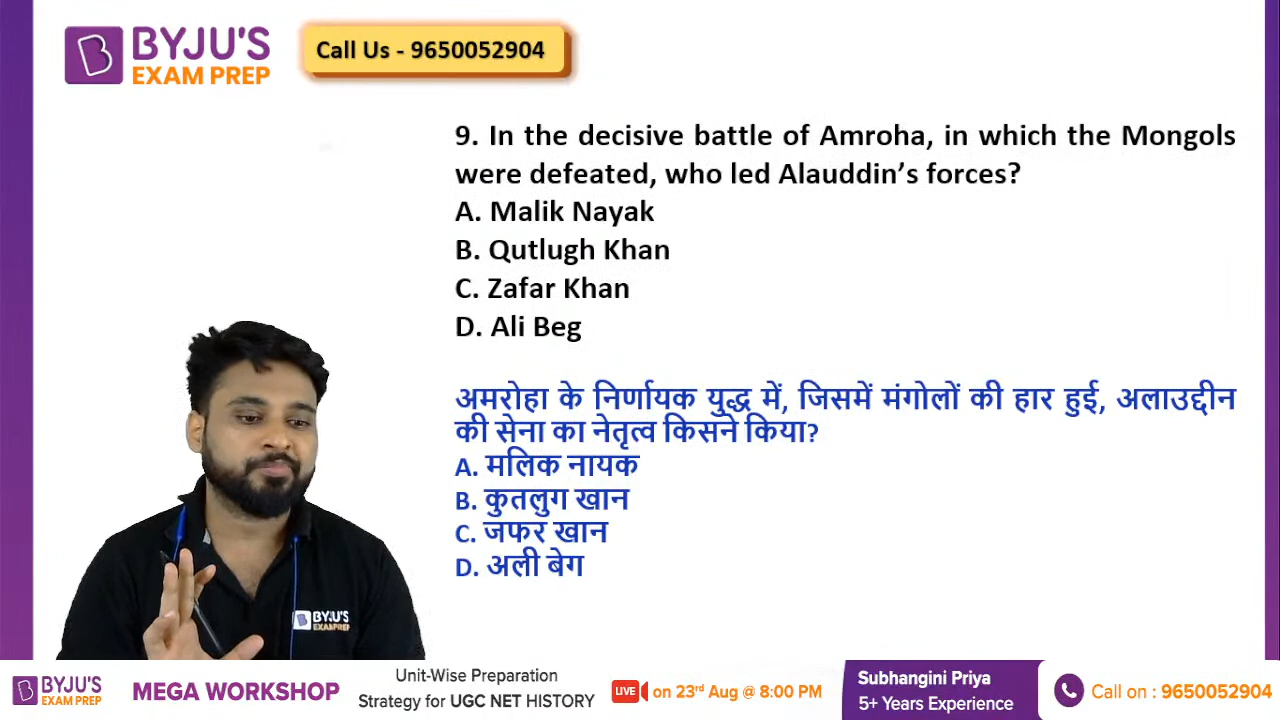 BYJU'S
EXAM PREP
Call Us - 9650052904
9. In the decisive battle of Amroha, in which the Mongols
were defeated, who led Alauddin’s forces?
A. Malik Nayak
B. Qutlugh Khan
C. Zafar Khan
D. Ali Beg
अमरोहा के निर्णायक युद्ध में, जिसमें मंगोलों की हार हुई, अलाउद्दीन
की सेना का नेतृत्व किसने किया?
A. मलिक नायक
B. कुतलुग खान
C. जफर खान
D. अली बेग
BYJU'S
EXAM PREP
BYJU'S
EXAM PREP
MEGA WORKSHOP
Unit-Wise Preparation
Strategy for UGC NET HISTORY
LIVE on 23rd Aug @ 8:00 PM
Subhangini Priya
5+ Years Experience
Call on : 9650052904